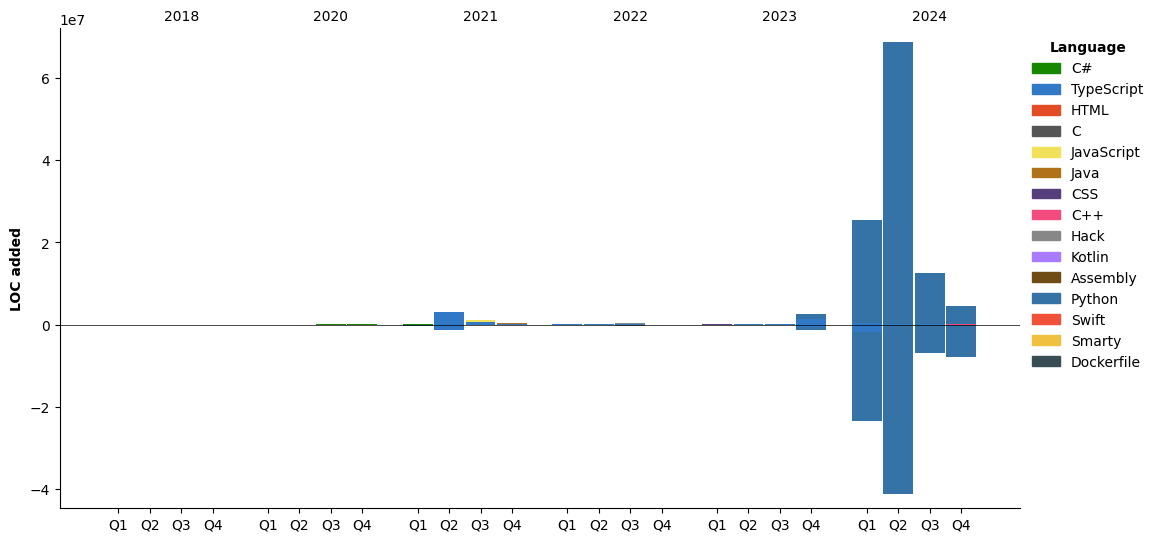 2018 2020 2021 2022 2023 2024
1e7
6
4
2
0
−2
−4
LOC added
Q1 Q2 Q3 Q4 Q1 Q2 Q3 Q4 Q1 Q2 Q3 Q4 Q1 Q2 Q3 Q4 Q1 Q2 Q3 Q4 Q1 Q2 Q3 Q4
Language
C#
TypeScript
HTML
C
JavaScript
Java
CSS
C++
Hack
Kotlin
Assembly
Python
Swift
Smarty
Dockerfile